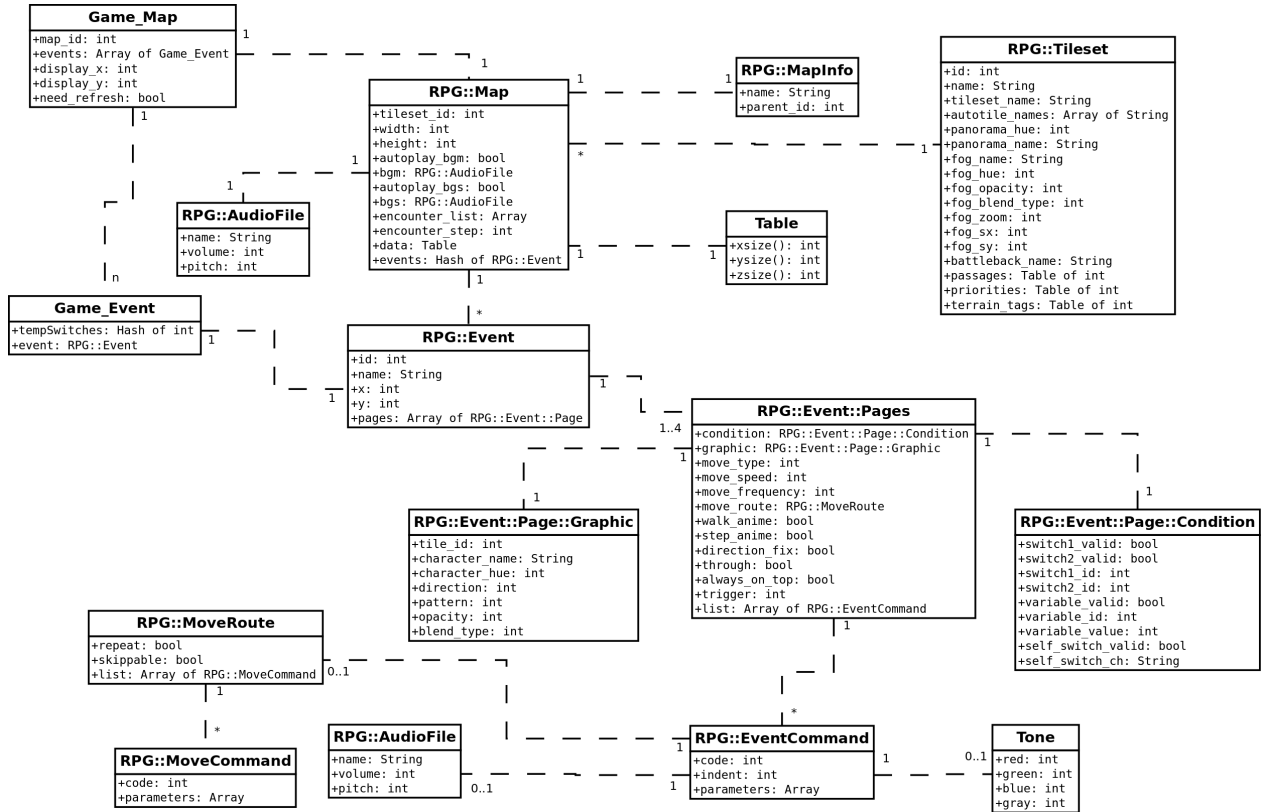 Game_Map
+map_id: int
+events: Array of Game_Event
+display_x: int
+display_y: int
+need_refresh: bool
1
1
1
RPG::Map
+tileset_id: int
+width: int
+height: int
+autoplay_bgm: bool
+bgm: RPG::AudioFile
+autoplay_bgs: bool
+bgs: RPG::AudioFile
+encounter_list: Array
+encounter_step: int
+data: Table
+events: Hash of RPG::Event
1
1
RPG::MapInfo
+name: String
+parent_id: int
*
1
RPG::Tileset
+id: int
+name: String
+tileset_name: String
+autotile_names: Array of String
+panorama_hue: int
+panorama_name: String
+fog_name: String
+fog_hue: int
+fog_opacity: int
+fog_blend_type: int
+fog_zoom: int
+fog_sx: int
+fog_sy: int
+battleback_name: String
+passages: Table of int
+priorities: Table of int
+terrain_tags: Table of int
1
1
RPG::AudioFile
+name: String
+volume: int
+pitch: int
1
1
Table
+xsize(): int
+ysize(): int
+zsize(): int
n
Game_Event
+tempSwitches: Hash of int
+event: RPG::Event
1
1
1
*
RPG::Event
+id: int
+name: String
+x: int
+y: int
+pages: Array of RPG::Event::Page
1
1..4
RPG::Event::Pages
+condition: RPG::Event::Page::Condition
+graphic: RPG::Event::Page::Graphic
+move_type: int
+move_speed: int
+move_frequency: int
+move_route: RPG::MoveRoute
+walk_anime: bool
+step_anime: bool
+direction_fix: bool
+through: bool
+always_on_top: bool
+trigger: int
+list: Array of RPG::EventCommand
1
1
RPG::Event::Page::Graphic
+tile_id: int
+character_name: String
+character_hue: int
+direction: int
+pattern: int
+opacity: int
+blend_type: int
1
1
RPG::Event::Page::Condition
+switch1_valid: bool
+switch2_valid: bool
+switch1_id: int
+switch2_id: int
+variable_valid: bool
+variable_id: int
+variable_value: int
+self_switch_valid: bool
+self_switch_ch: String
RPG::MoveRoute
+repeat: bool
+skippable: bool
+list: Array of RPG::MoveCommand
0..1
1
1
*
RPG::MoveCommand
+code: int
+parameters: Array
RPG::AudioFile
+name: String
+volume: int
+pitch: int
0..1
1
1
*
RPG::EventCommand
+code: int
+indent: int
+parameters: Array
1
0..1
Tone
+red: int
+green: int
+blue: int
+gray: int